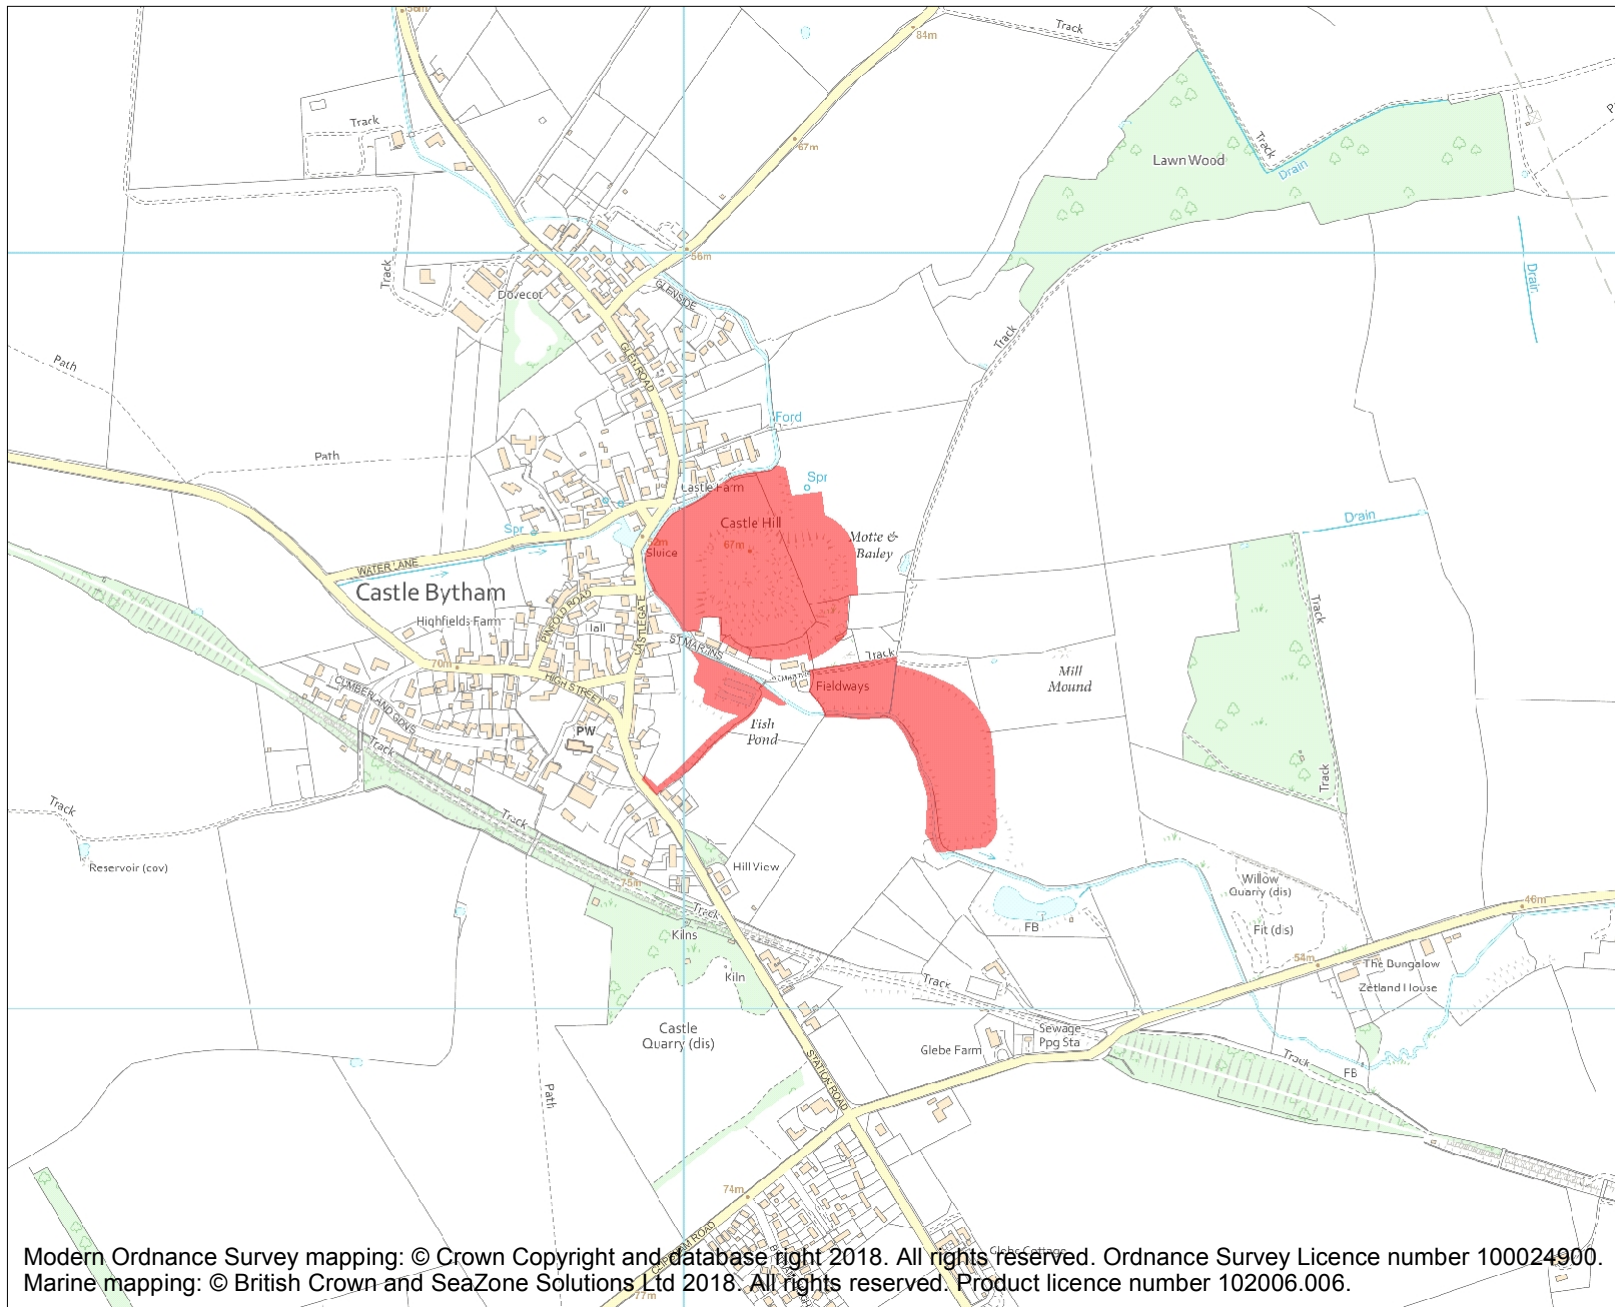 84m
Track
67m
Track
Lawn Wood
Track
Drain
56m
Track
Drain
Dovecot
GLENSIDE
Track
Path
GLEN ROAD
Ford
Path
Spr
Castle Farm
Spr
Castle Hill
67m
Sluice
Motte &
Bailey
Drain
WATER LANE
Castle Bytham
Highfields Farm
PINFOLD ROAD
CASTLEGATE
ST MARTINS
Track
Track
70m
HIGH STREET
Fieldways
Mill
Mound
CUMBERLAND GDNS
PW
Fish
Pond
Track
Track
Track
Track
Reservoir (cov)
Hill View
75m
Willow
Quarry (dis)
Track
FB
46m
Kilns
Kiln
54m
The Bungalow
Zetland House
Track
Castle
Quarry (dis)
Sewage
Ppg Sta
Glebe Farm
STATION ROAD
Track
FB
Path
74m
77m
Modern Ordnance Survey mapping: © Crown Copyright and database right 2018. All rights reserved. Ordnance Survey Licence number 100024900.
Marine mapping: © British Crown and SeaZone Solutions Ltd 2018. All rights reserved. Product licence number 102006.006.